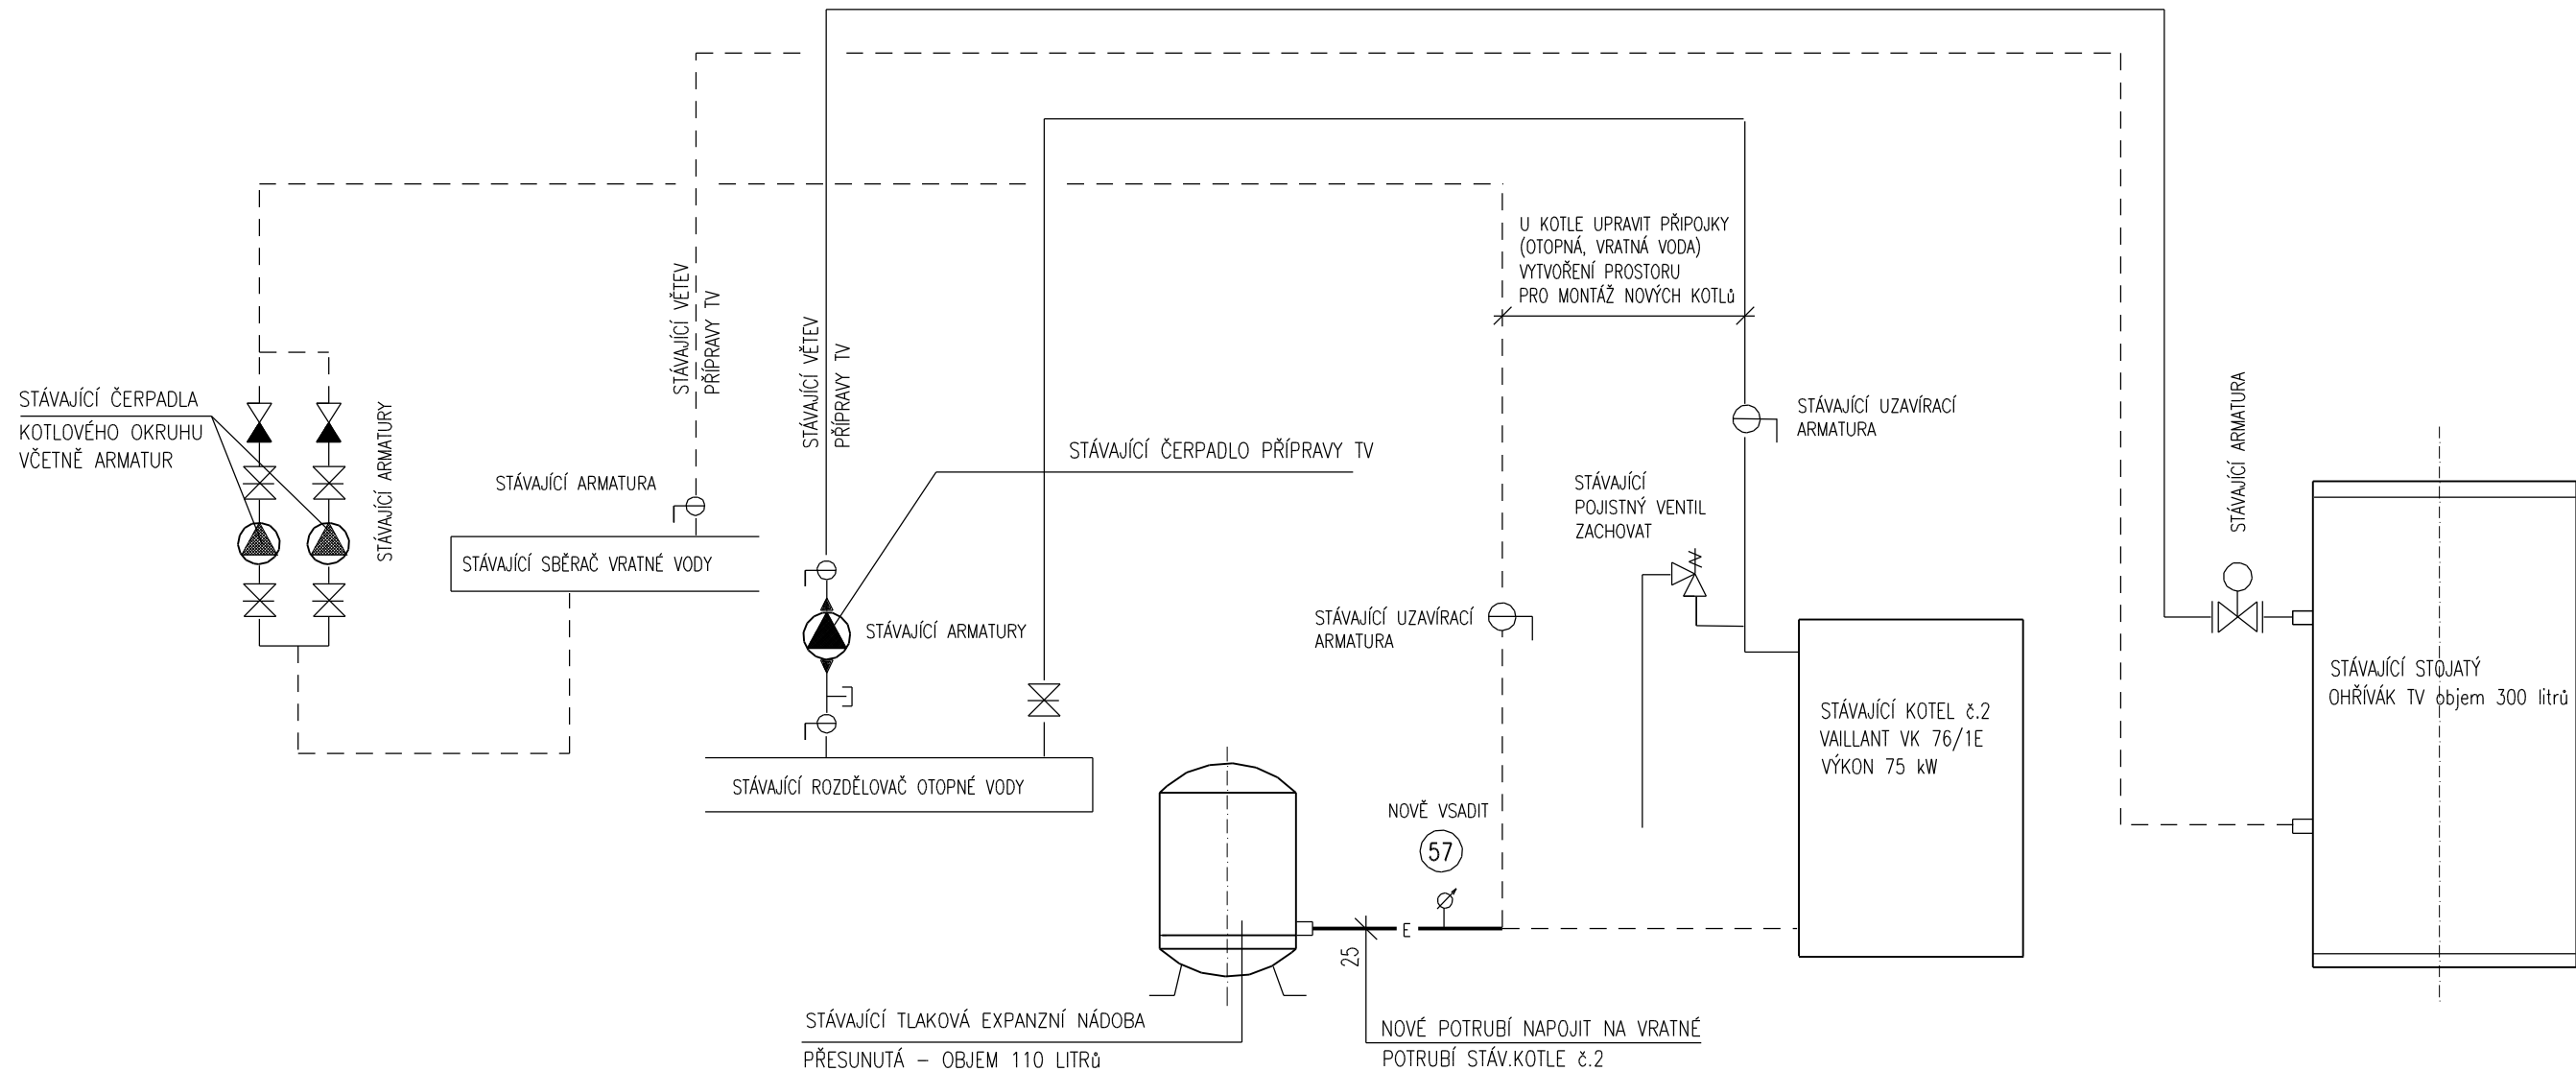 U KOTLE UPRAVIT PŘIPOJKY
(OTOPNÁ, VRATNÁ VODA)
VYTVOŘENÍ PROSTORU
PRO MONTÁŽ NOVÝCH KOTLů
STÁVAJÍCÍ VĚTEV
PŘÍPRAVY TV
STÁVAJÍCÍ VĚTEV
PŘÍPRAVY TV
STÁVAJÍCÍ ČERPADLA
KOTLOVÉHO OKRUHU
VČETNĚ ARMATUR
STÁVAJÍCÍ ARMATURY
STÁVAJÍCÍ ARMATURA
STÁVAJÍCÍ SBĚRAČ VRATNÉ VODY
STÁVAJÍCÍ ČERPADLO PŘÍPRAVY TV
STÁVAJÍCÍ ARMATURY
STÁVAJÍCÍ ROZDĚLOVAČ OTOPNÉ VODY
STÁVAJÍCÍ UZAVÍRACÍ
ARMATURA
STÁVAJÍCÍ
POJISTNÝ VENTIL
ZACHOVAT
STÁVAJÍCÍ UZAVÍRACÍ
ARMATURA
STÁVAJÍCÍ ARMATURA
STÁVAJÍCÍ STOJATÝ
OHŘÍVÁK TV objem 300 litrů
STÁVAJÍCÍ KOTEL č.2
VAILLANT VK 76/1E
VÝKON 75 kW
NOVĚ VSADIT
57
E
25
STÁVAJÍCÍ TLAKOVÁ EXPANZNÍ NÁDOBA
PŘESUNUTÁ – OBJEM 110 LITRů
NOVÉ POTRUBÍ NAPOJIT NA VRATNÉ
POTRUBÍ STÁV.KOTLE č.2